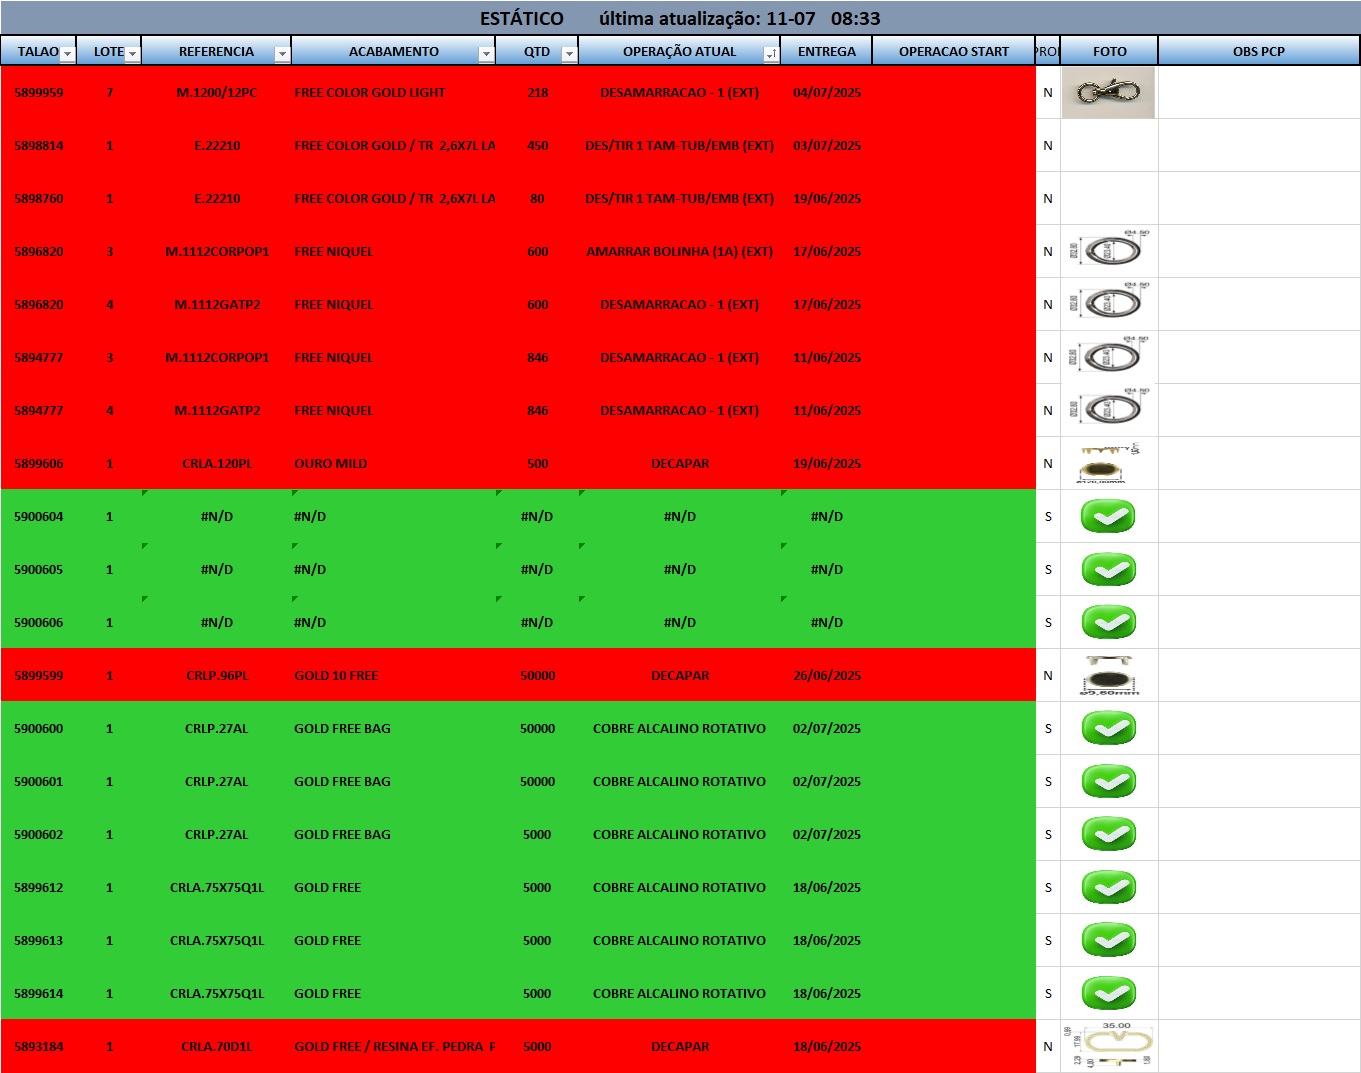 ESTÁTICO última atualização: 11-07 08:33
TALAO LOTE REFERENCIA ACABAMENTO QTD OPERAÇÃO ATUAL ENTREGA OPERACAO START PROI FOTO OBS PCP
5899959 7 M.1200/12PC FREE COLOR GOLD LIGHT 218 DESAMARRACAO - 1 (EXT) 04/07/2025 N
5898814 1 E.22210 FREE COLOR GOLD / TR 2,6X7L LA 450 DES/TIR 1 TAM-TUB/EMB (EXT) 03/07/2025 N
5898760 1 E.22210 FREE COLOR GOLD / TR 2,6X7L LA 80 DES/TIR 1 TAM-TUB/EMB (EXT) 19/06/2025 N
5896820 3 M.1112CORPOP1 FREE NIQUEL 600 AMARRAR BOLINHA (1A) (EXT) 17/06/2025 N
5896820 4 M.1112GATP2 FREE NIQUEL 600 DESAMARRACAO - 1 (EXT) 17/06/2025 N
5894777 3 M.1112CORPOP1 FREE NIQUEL 846 DESAMARRACAO - 1 (EXT) 11/06/2025 N
5894777 4 M.1112GATP2 FREE NIQUEL 846 DESAMARRACAO - 1 (EXT) 11/06/2025 N
5899606 1 CRLA.120PL OURO MILD 500 DECAPAR 19/06/2025 N
5900604 1 #N/D #N/D #N/D #N/D #N/D S
5900605 1 #N/D #N/D #N/D #N/D #N/D S
5900606 1 #N/D #N/D #N/D #N/D #N/D S
5899599 1 CRLP.96PL GOLD 10 FREE 50000 DECAPAR 26/06/2025 N ø9,60mm
5900600 1 CRLP.27AL GOLD FREE BAG 50000 COBRE ALCALINO ROTATIVO 02/07/2025 S
5900601 1 CRLP.27AL GOLD FREE BAG 50000 COBRE ALCALINO ROTATIVO 02/07/2025 S
5900602 1 CRLP.27AL GOLD FREE BAG 5000 COBRE ALCALINO ROTATIVO 02/07/2025 S
5899612 1 CRLA.75X75Q1L GOLD FREE 5000 COBRE ALCALINO ROTATIVO 18/06/2025 S
5899613 1 CRLA.75X75Q1L GOLD FREE 5000 COBRE ALCALINO ROTATIVO 18/06/2025 S
5899614 1 CRLA.75X75Q1L GOLD FREE 5000 COBRE ALCALINO ROTATIVO 18/06/2025 S
5893184 1 CRLA.70D1L GOLD FREE / RESINA EF. PEDRA 5000 DECAPAR 18/06/2025 N 35.00